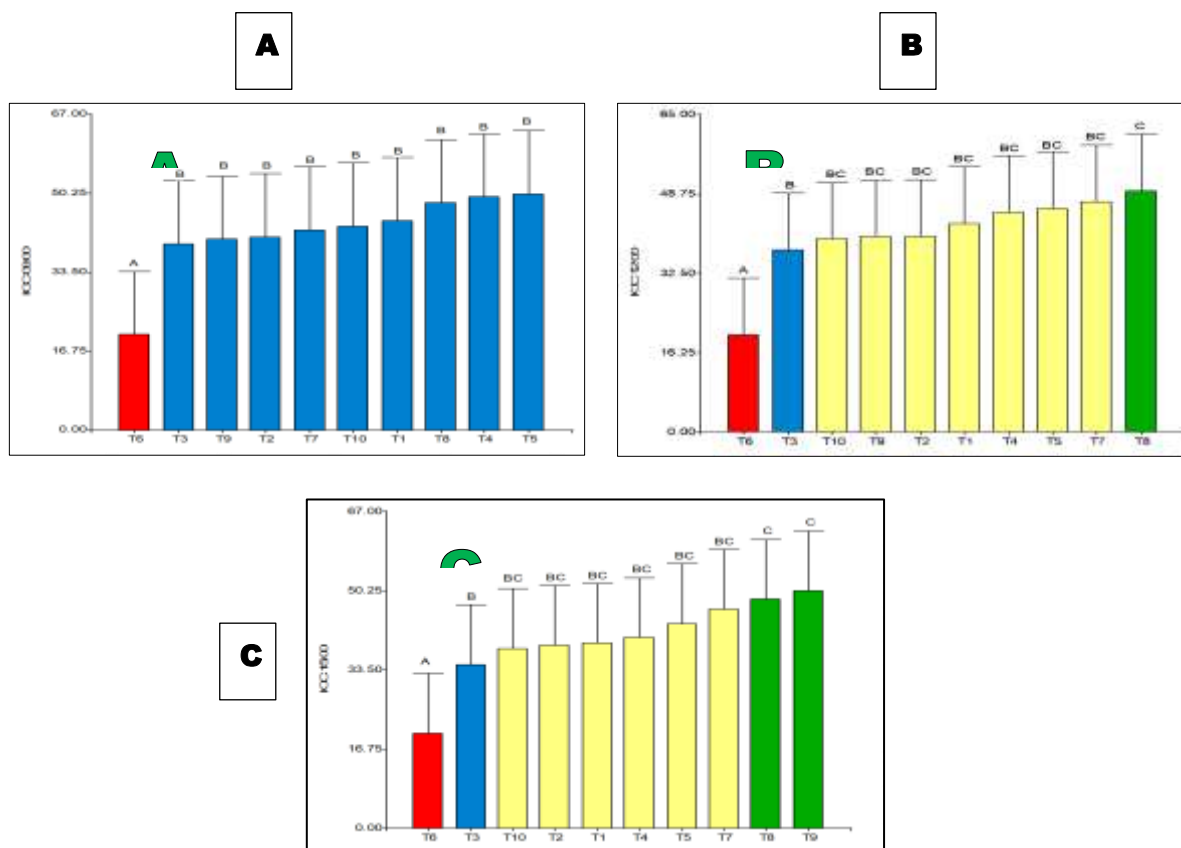 A
B
67.00
50.25
33.50
16.75
0.00
A B B B B B B B B B
T6 T3 T9 T2 T7 T10 T1 T8 T4 T5
A
65.00
48.75
32.50
16.25
0.00
A B BC BC BC BC BC BC BC C
T6 T3 T10 T9 T2 T1 T4 T5 T7 T8
C
67.00
50.25
33.50
16.75
0.00
A B BC BC BC BC BC BC C C
T6 T3 T10 T2 T1 T4 T5 T7 T8 T9
C